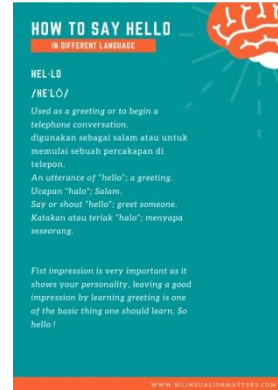 HOW TO SAY HELLO
IN DIFFERENT LANGUAGE
HEL·LO
/HE'LŌ/
Used as a greeting or to begin a
telephone conversation.
digunakan sebagai salam atau untuk
memulai sebuah percakapan di
telepon.
An utterance of "hello"; a greeting.
Ucapan "halo"; Salam.
Say or shout "hello"; greet someone.
Katakan atau teriak "halo"; menyapa
seseorang.
Fist impression is very important as it
shows your personality, leaving a good
impression by learning greeting is one
of the basic thing one should learn. So
hello !
WWW.BILINGUALISMMATTERS.COM